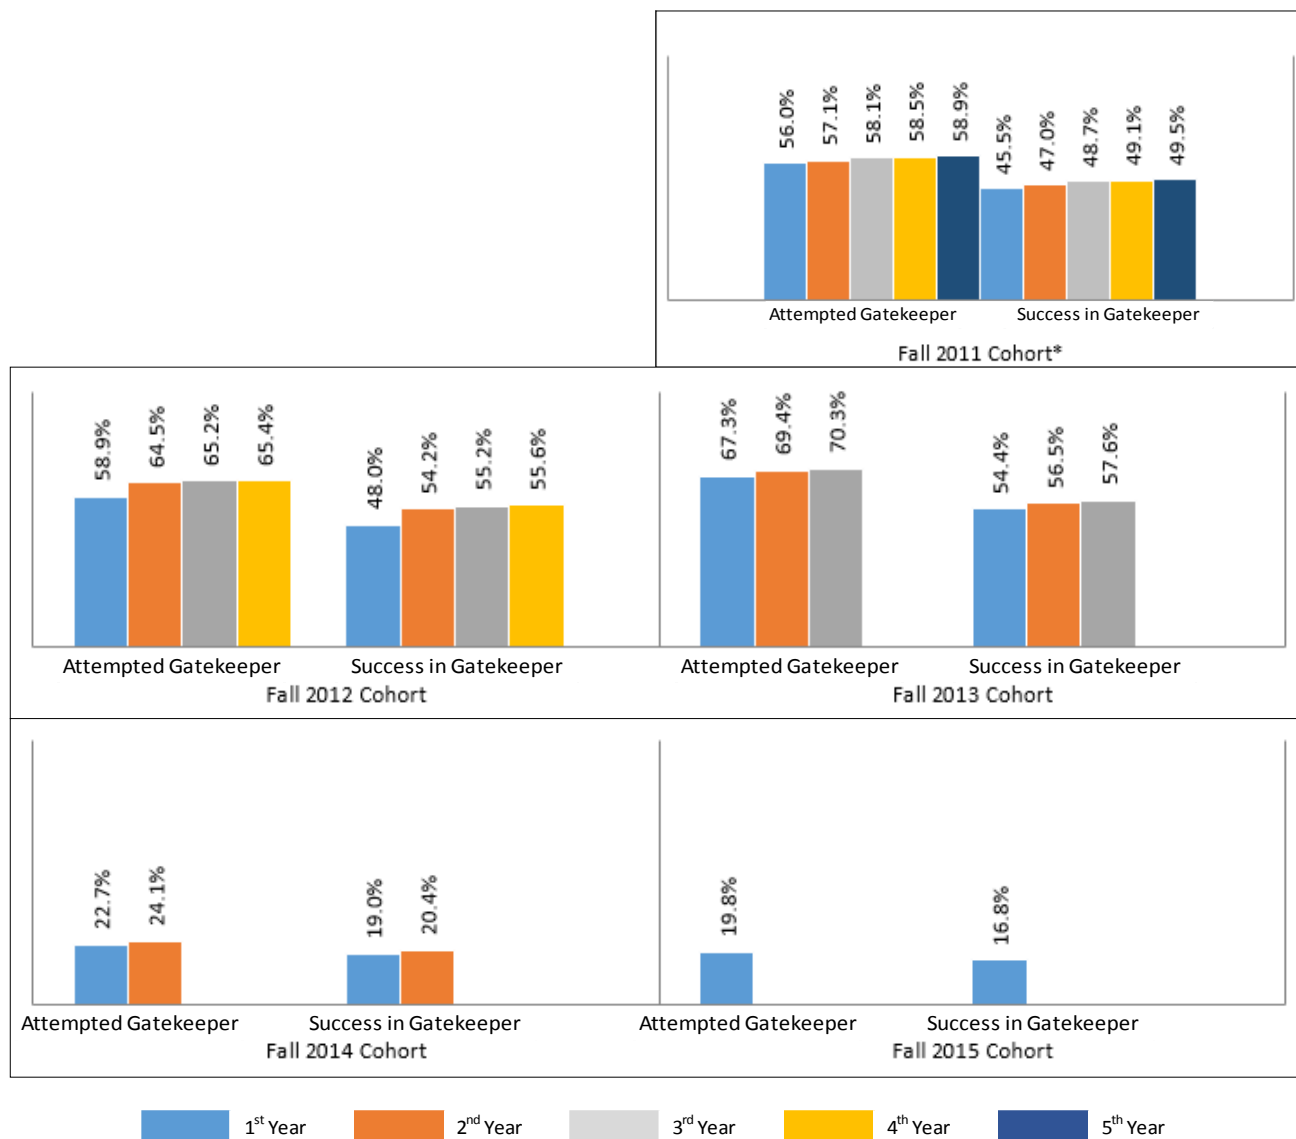 56.0% 57.1% 58.1% 58.5% 58.9% 45.5% 47.0% 48.7% 49.1% 49.5%
Attempted Gatekeeper Success in Gatekeeper
Fall 2011 Cohort*
58.9% 64.5% 65.2% 65.4% 48.0% 54.2% 55.2% 55.6%
Attempted Gatekeeper Success in Gatekeeper
Fall 2012 Cohort
67.3% 69.4% 70.3% 54.4% 56.5% 57.6%
Attempted Gatekeeper Success in Gatekeeper
Fall 2013 Cohort
22.7% 24.1% 19.0% 20.4%
Attempted Gatekeeper Success in Gatekeeper
Fall 2014 Cohort
19.8% 16.8%
Attempted Gatekeeper Success in Gatekeeper
Fall 2015 Cohort
1st Year 2nd Year 3rd Year 4th Year 5th Year